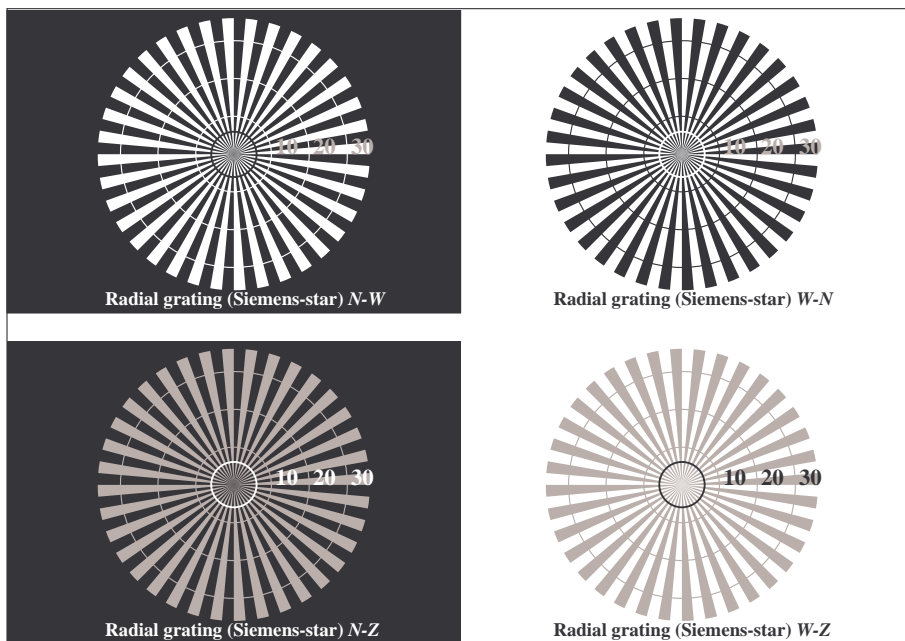 10 20 30
Radial grating (Siemens-star) N-W
10 20 30
Radial grating (Siemens-star) W-N
10 20 30
Radial grating (Siemens-star) N-Z
10 20 30
Radial grating (Siemens-star) W-Z